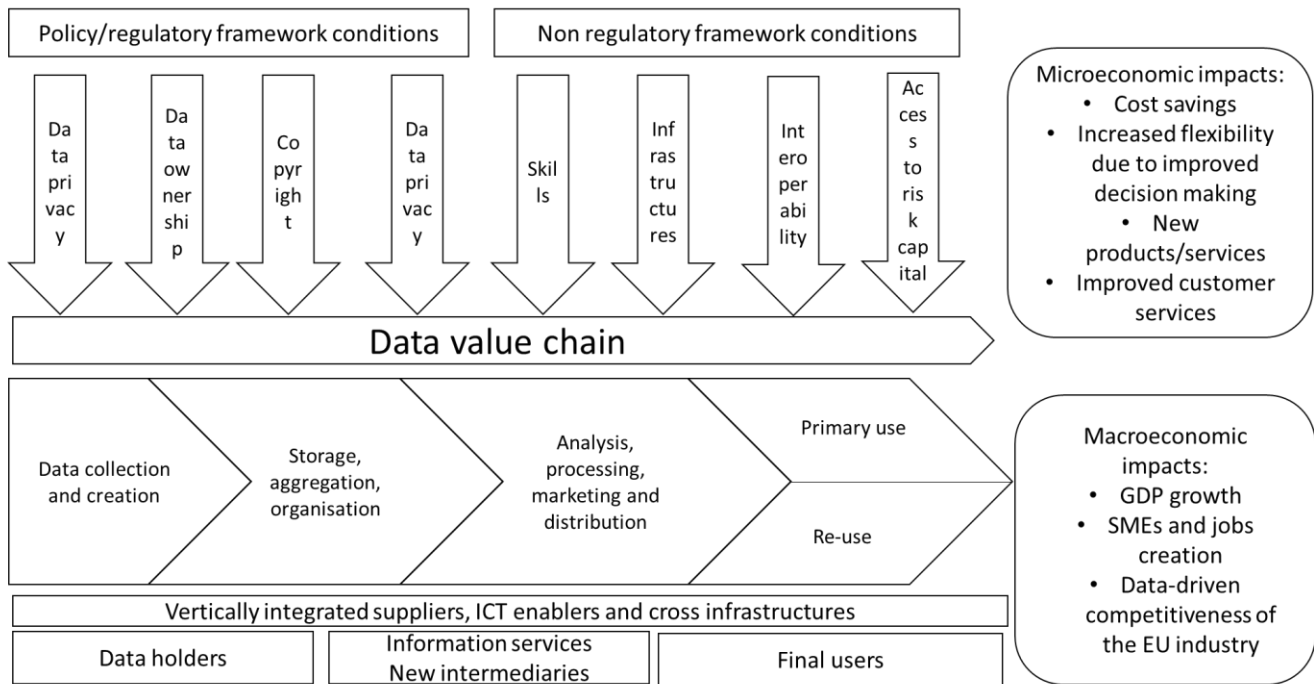 Policy/regulatory framework conditions
Non regulatory framework conditions
Da
ta
pri
vac
y
Da
ta
ow
ner
shi
p
Co
pyr
igh
t
Da
ta
pri
vac
y
Skil
ls
Inf
ras
tru
ctu
res
Int
ero
per
abi
lity
Ac
ces
s
to
ris
k
cap
ital
Data value chain
Data collection
and creation
Storage,
aggregation,
organisation
Analysis,
processing,
marketing and
distribution
Primary use
Re-use
Vertically integrated suppliers, ICT enablers and cross infrastructures
Data holders
Information services
New intermediaries
Final users
Microeconomic impacts:
• Cost savings
• Increased flexibility
due to improved
decision making
• New
products/services
• Improved customer
services
Macroeconomic
impacts:
• GDP growth
• SMEs and jobs
creation
• Data-driven
competitiveness of
the EU industry